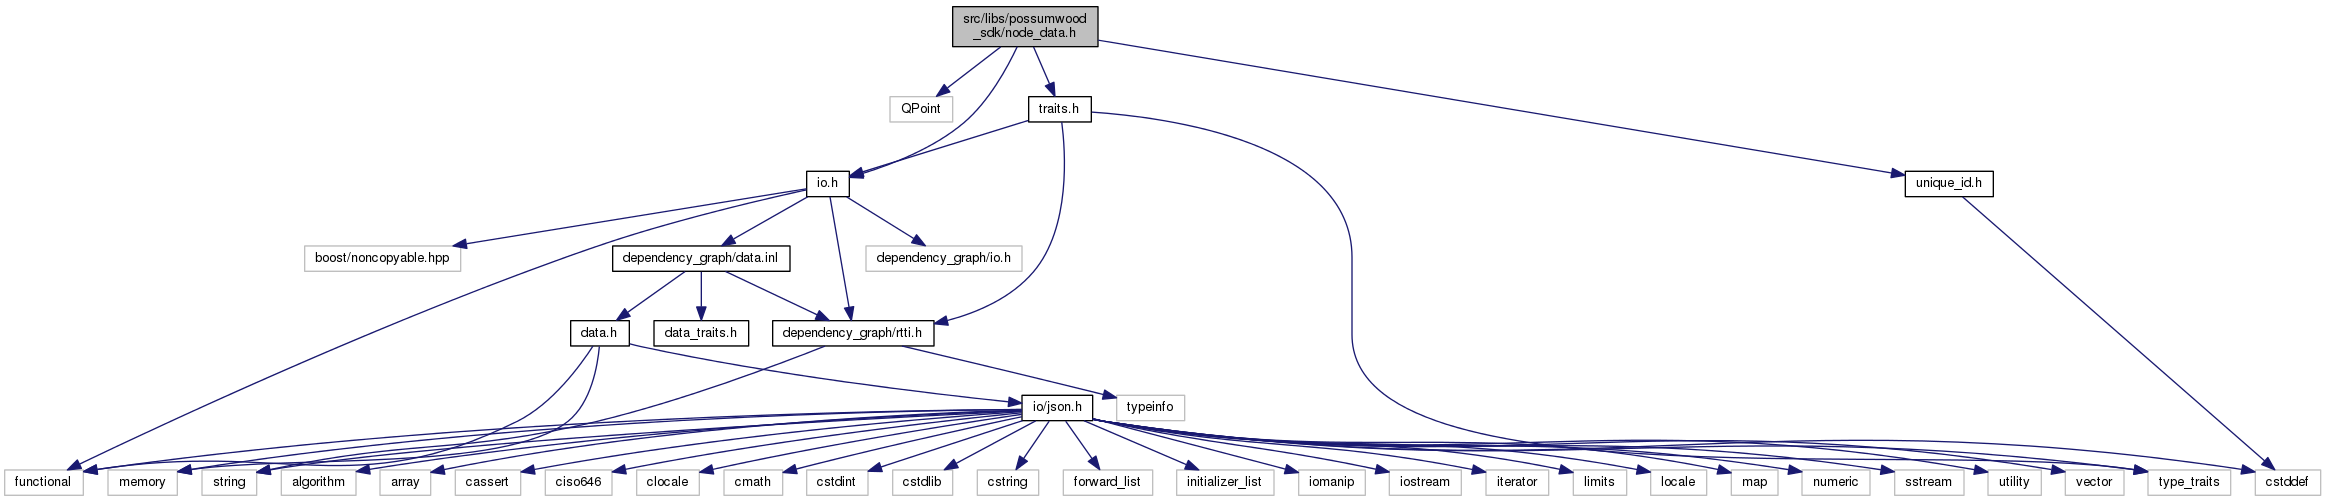 src/libs/possumwood
_sdk/node_data.h
QPoint
traits.h
io.h
unique_id.h
boost/noncopyable.hpp
dependency_graph/data.inl
dependency_graph/io.h
data.h
data_traits.h
dependency_graph/rtti.h
io/json.h
typeinfo
functional
memory
string
algorithm
array
cassert
ciso646
clocale
cmath
cstdint
cstdlib
cstring
forward_list
initializer_list
iomanip
iostream
iterator
limits
locale
map
numeric
sstream
utility
vector
type_traits
cstddef